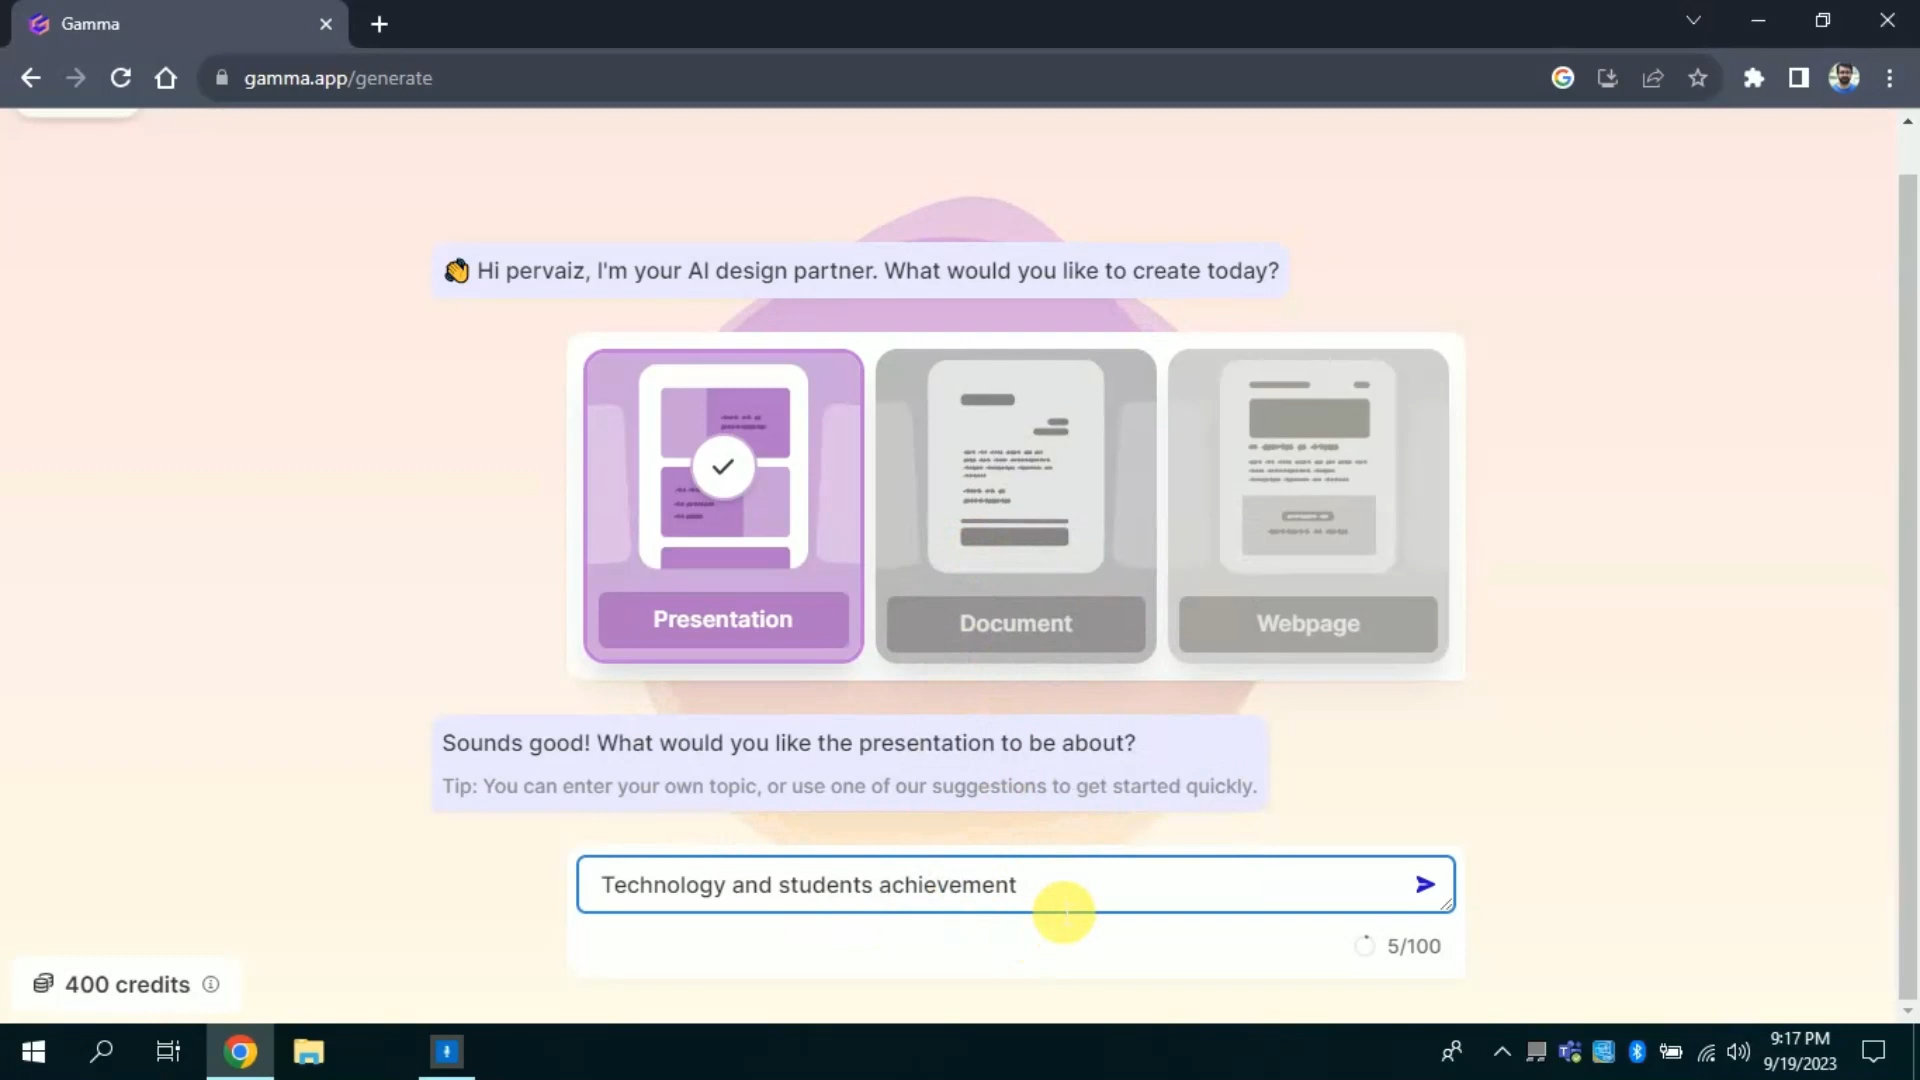 Gamma
gamma.app/generate
👋 Hi pervaiz, I'm your AI design partner. What would you like to create today?
Presentation
Document
Webpage
Sounds good! What would you like the presentation to be about?
Tip: You can enter your own topic, or use one of our suggestions to get started quickly.
Technology and students achievement
5/100
400 credits
9:17 PM
9/19/2023